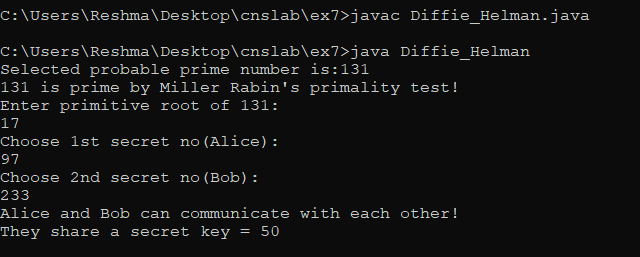 C:\Users\Reshma\Desktop\cnslab\ex7>javac Diffie_Helman.java
C:\Users\Reshma\Desktop\cnslab\ex7>java Diffie_Helman
Selected probable prime number is:131
131 is prime by Miller Rabin's primality test!
Enter primitive root of 131:
17
Choose 1st secret no(Alice):
97
Choose 2nd secret no(Bob):
233
Alice and Bob can communicate with each other!
They share a secret key = 50